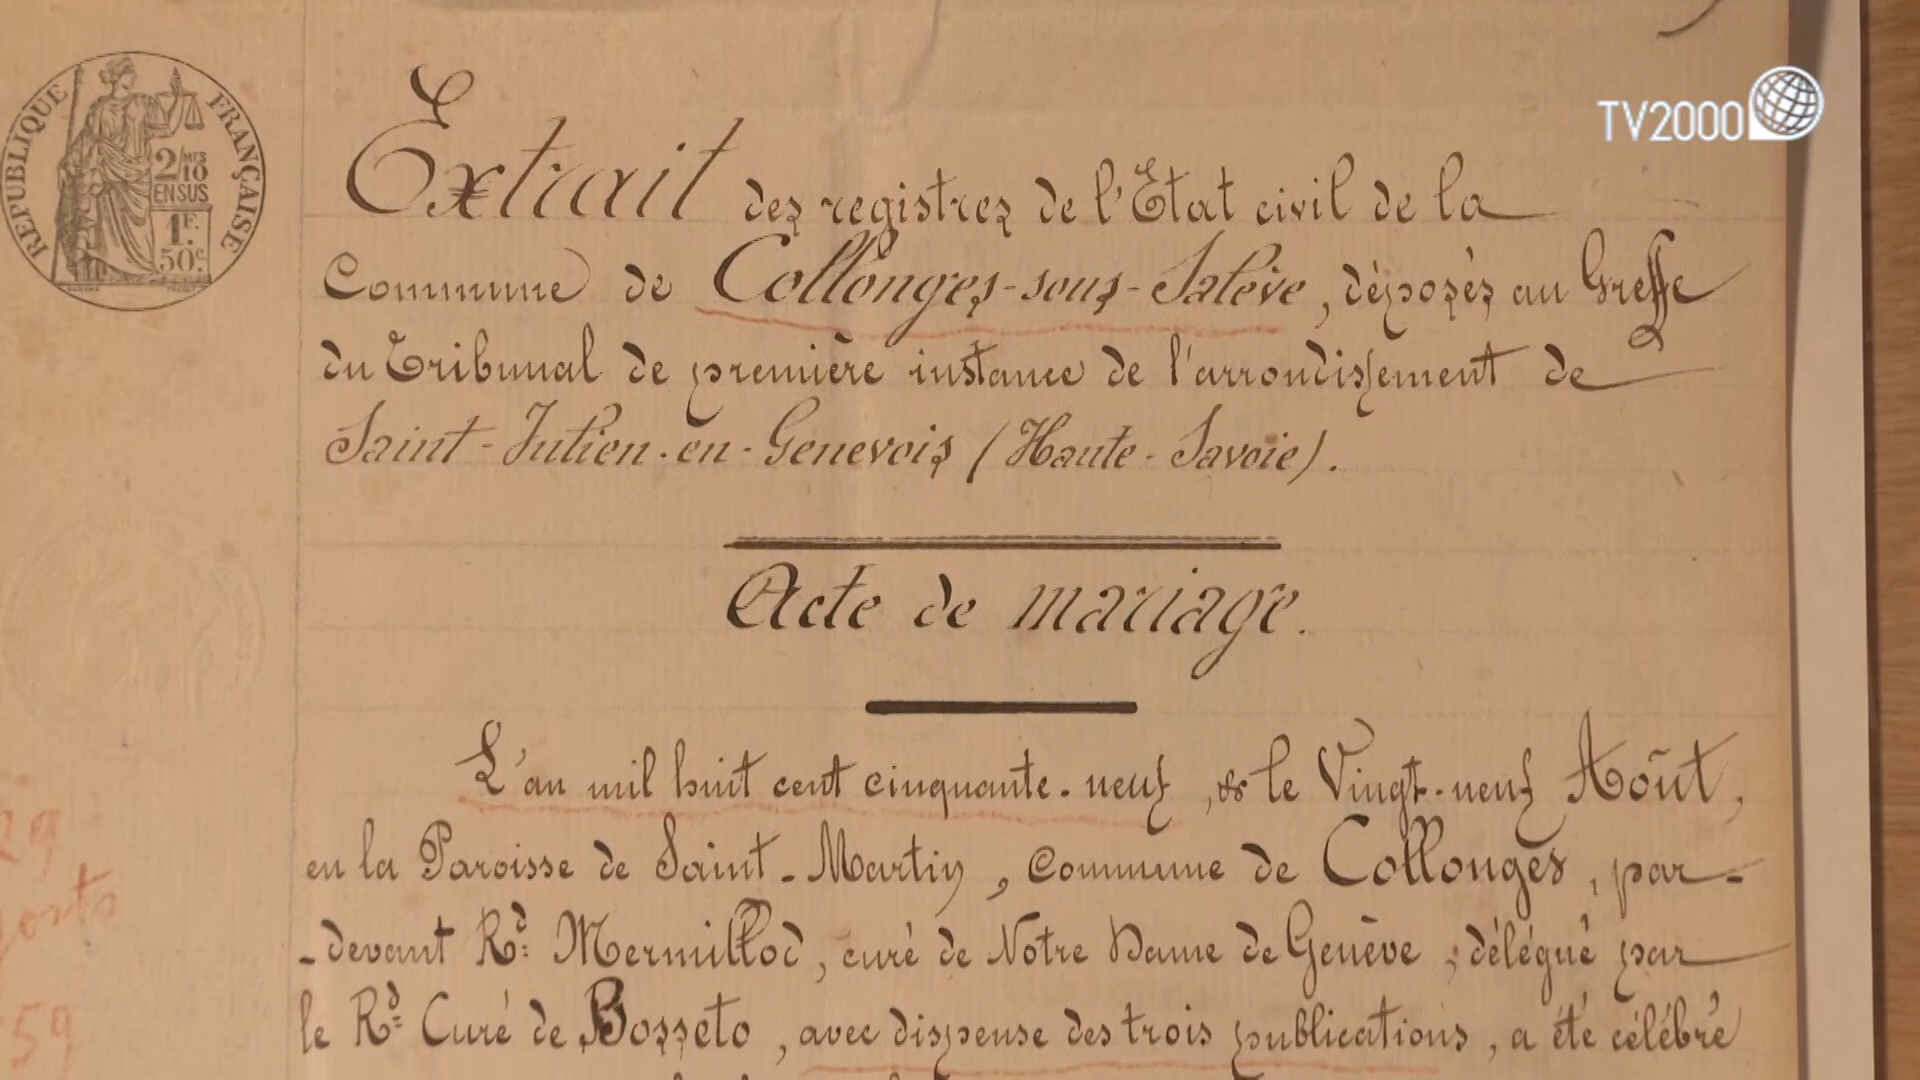 TV2000
RÉPUBLIQUE FRANÇAISE
2/10 MES
EN SUS
1F.
50c.
Extrait des registres de l'Etat civil de la
Commune de Collonges-sous-Salève, déposés au Greffe
du Tribunal de première instance de l'arrondissement de
Saint-Julien-en-Genevois (Haute-Savoie).
Acte de mariage.
L'an mil huit cent cinquante-neuf, & le Vingt-neuf Août,
en la Paroisse de Saint-Martin, Commune de Collonges, par-
-devant Rd: Mermillod, curé de Notre Dame de Genève, délégué par
le Rd: Curé de Bosseto, avec dispense des trois publications, a été célébré
29
59